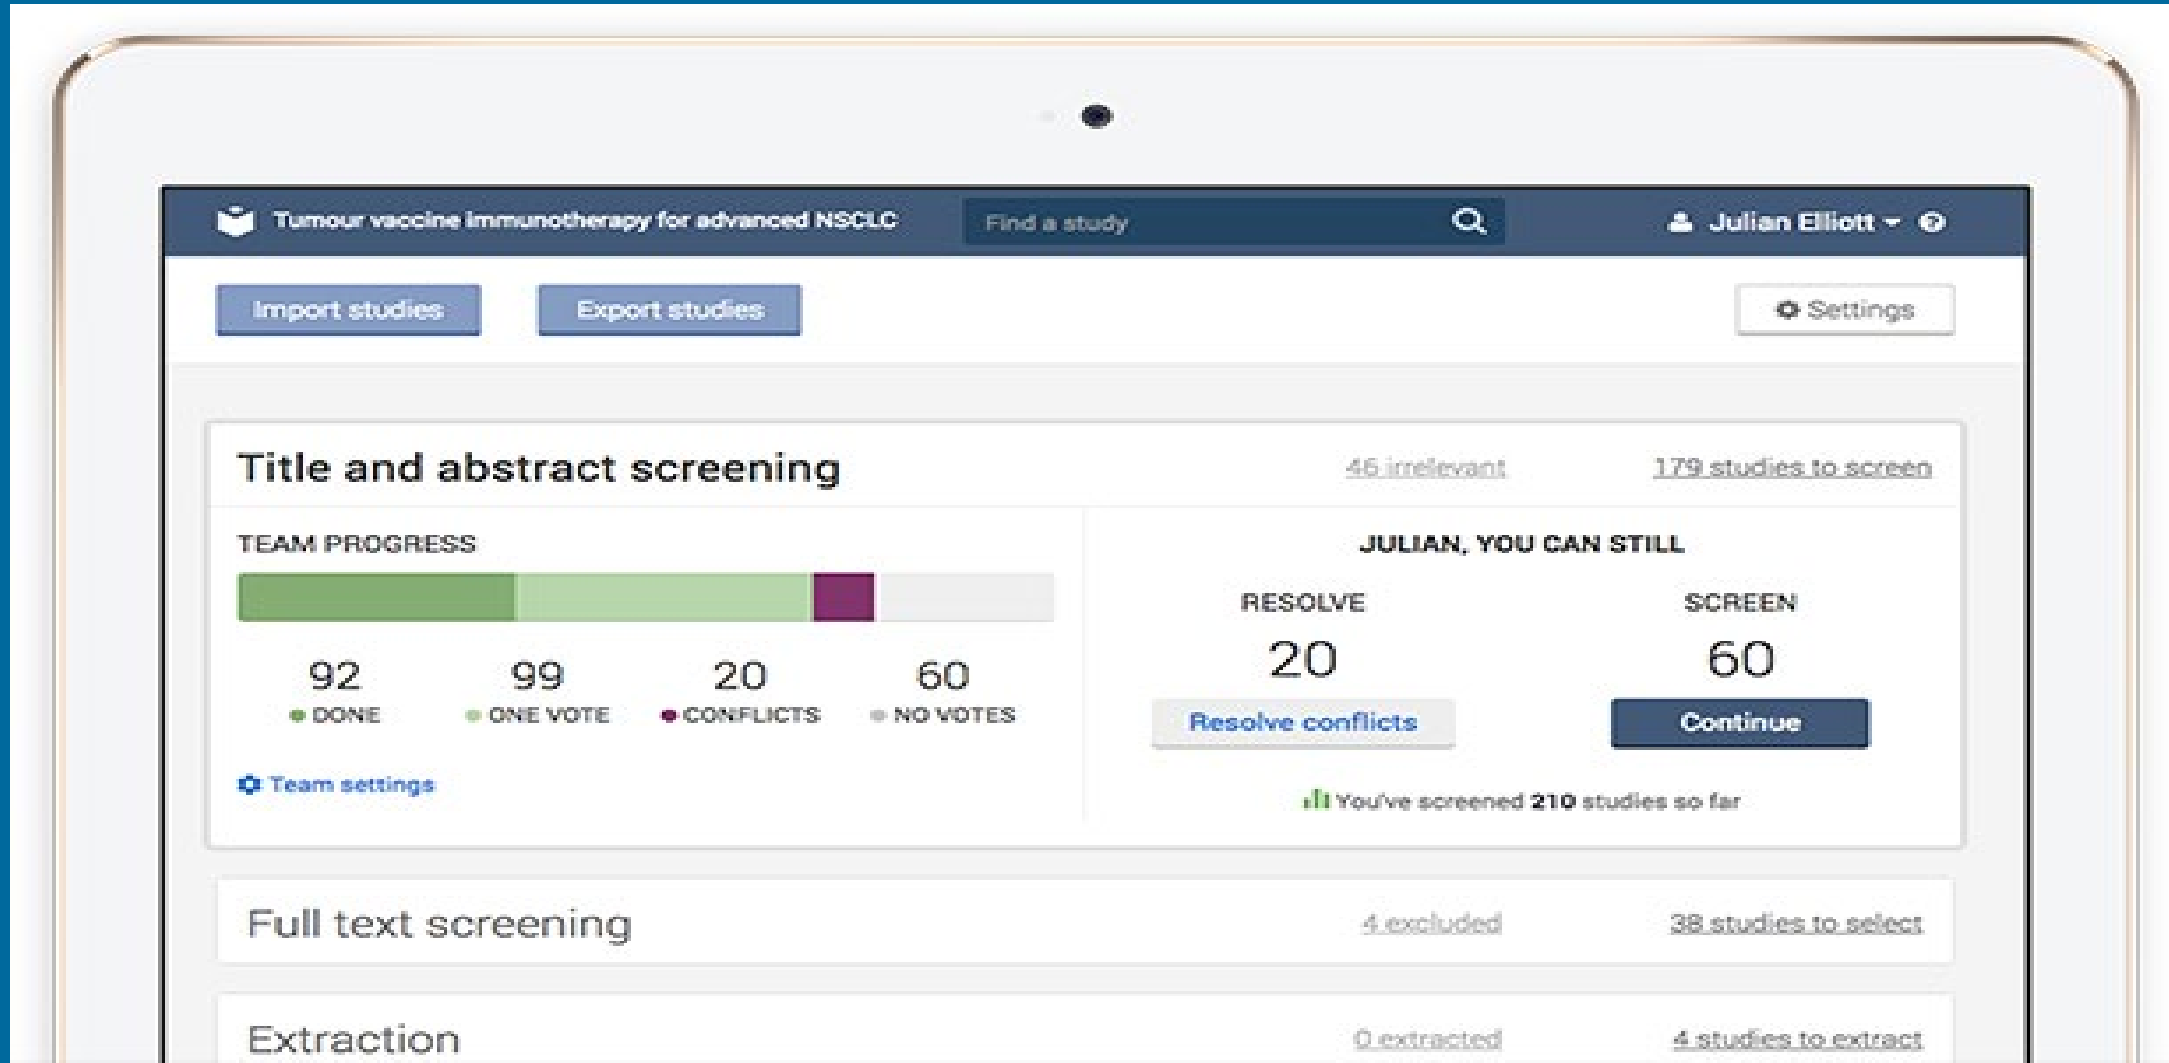 Tumour vaccine immunotherapy for advanced NSCLC
Find a study
Julian Elliott
Import studies
Export studies
Settings
Title and abstract screening
46 irrelevant
179 studies to screen
TEAM PROGRESS
92
DONE
99
ONE VOTE
20
CONFLICTS
60
NO VOTES
Team settings
JULIAN, YOU CAN STILL
RESOLVE
20
Resolve conflicts
SCREEN
60
Continue
You've screened 210 studies so far
Full text screening
4 excluded
38 studies to select
Extraction
0 extracted
4 studies to extract